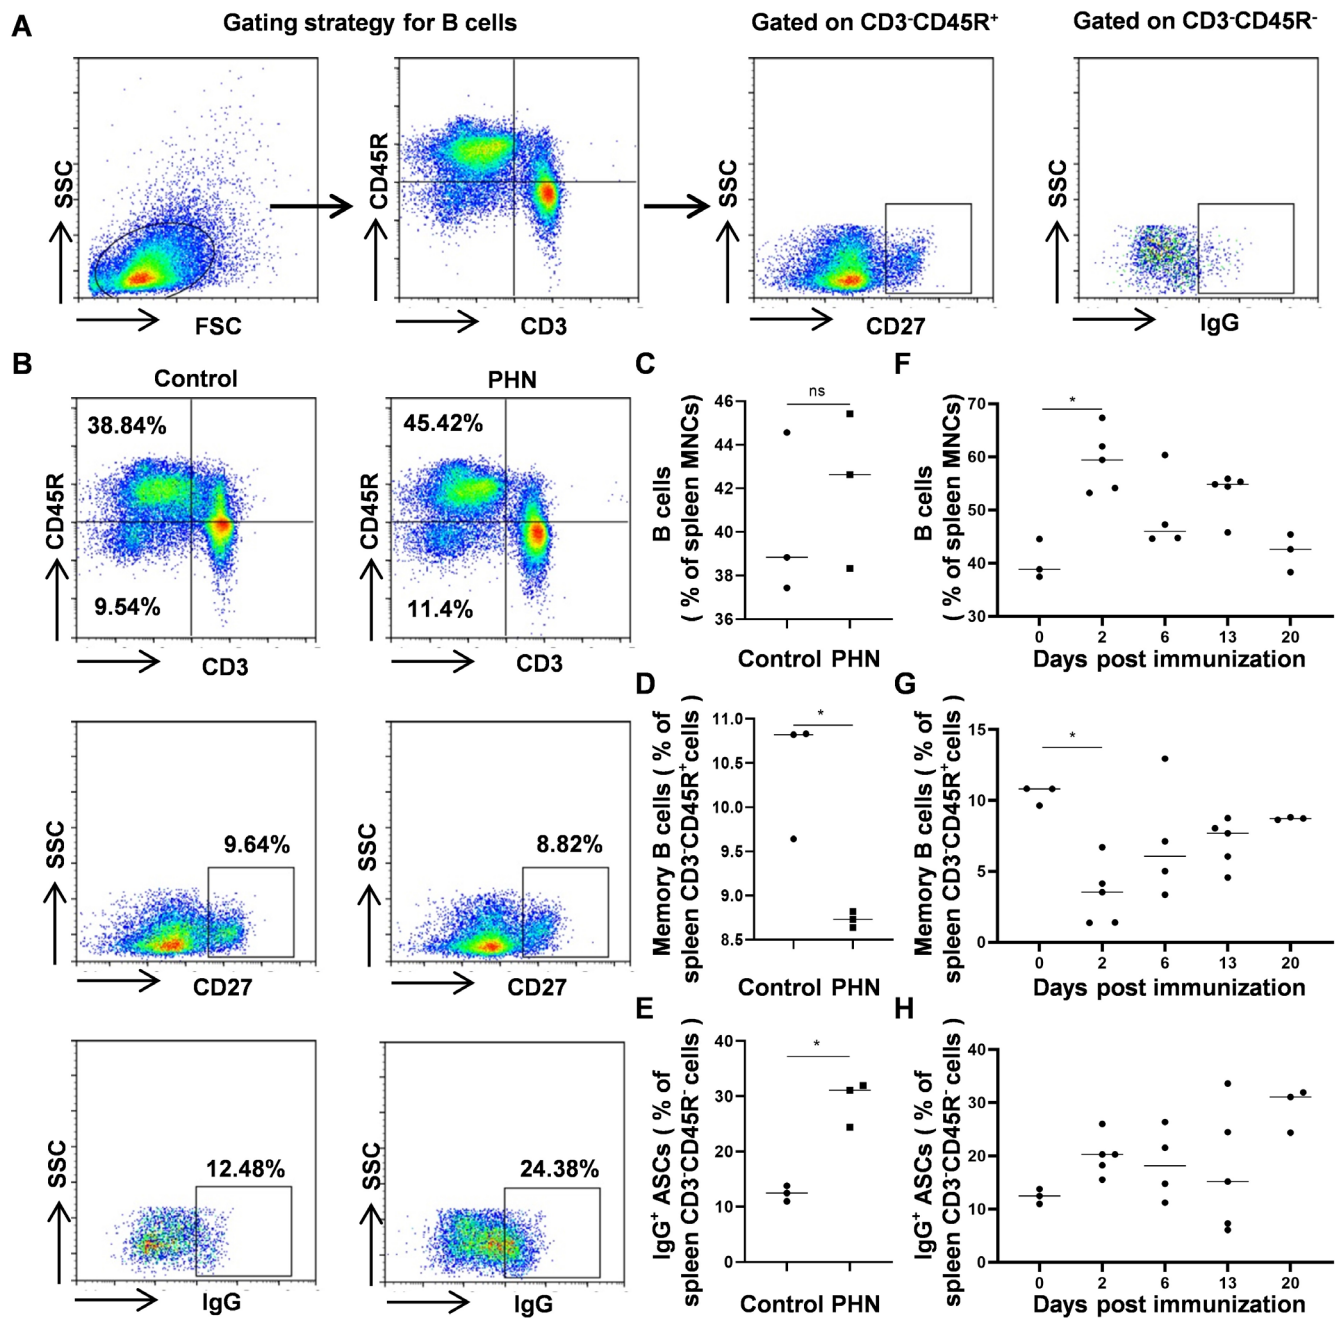 A
Gating strategy for B cells
Gated on CD3-CD45R+
Gated on CD3-CD45R-
SSC
FSC
CD45R
CD3
SSC
CD27
SSC
IgG
B
Control
PHN
38.84%
9.54%
CD45R
CD3
45.42%
11.4%
CD45R
CD3
9.64%
SSC
CD27
8.82%
SSC
CD27
12.48%
SSC
IgG
24.38%
SSC
IgG
C
B cells
( % of spleen MNCs)
46
44
42
40
38
36
ns
Control PHN
D
Memory B cells ( % of
spleen CD3-CD45R+cells )
11.0
10.5
10.0
9.5
9.0
8.5
*
Control PHN
E
IgG+ ASCs ( % of
spleen CD3-CD45R- cells )
40
30
20
10
0
*
Control PHN
F
B cells
( % of spleen MNCs)
70
60
50
40
30
*
0 2 6 13 20
Days post immunization
G
Memory B cells ( % of
spleen CD3-CD45R+cells )
15
10
5
0
*
0 2 6 13 20
Days post immunization
H
IgG+ ASCs ( % of
spleen CD3-CD45R- cells )
40
30
20
10
0
0 2 6 13 20
Days post immunization